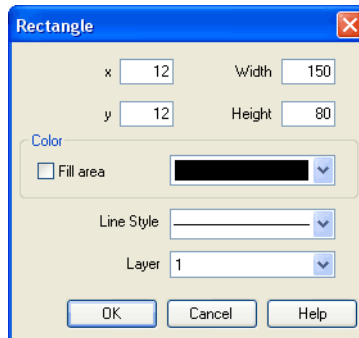 Rectangle
x 12 Width 150
y 12 Height 80
Color
Fill area
Line Style
Layer 1
OK Cancel Help